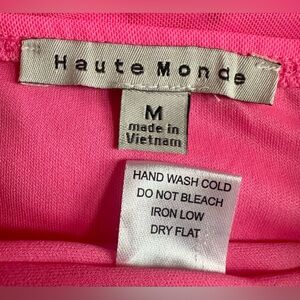 Haute Monde
M
made in
Vietnam
HAND WASH COLD
DO NOT BLEACH
IRON LOW
DRY FLAT